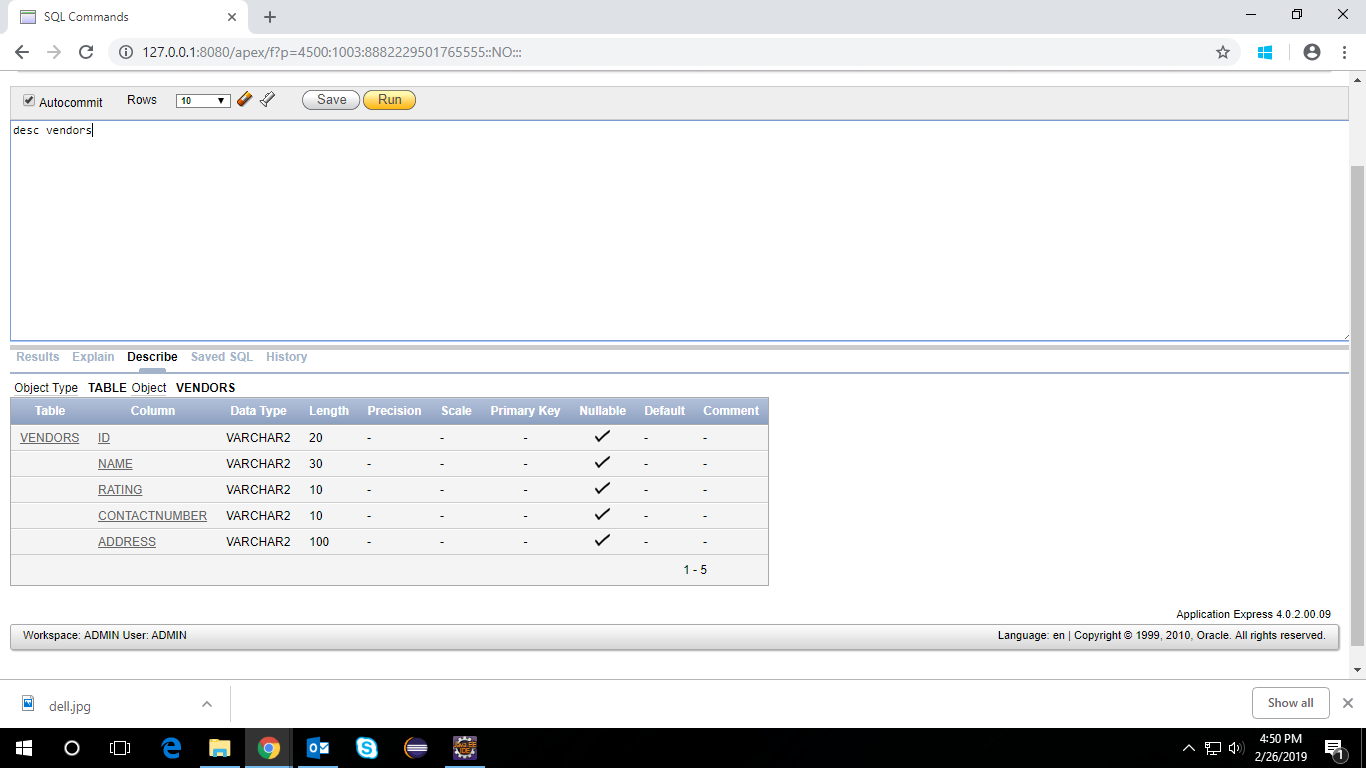 SQL Commands
127.0.0.1:8080/apex/f?p=4500:1003:8882229501765555::NO:::
Autocommit Rows 10 Save Run
desc vendors
Results Explain Describe Saved SQL History
Object Type TABLE Object VENDORS
Table Column Data Type Length Precision Scale Primary Key Nullable Default Comment
VENDORS ID VARCHAR2 20 - - - - -
NAME VARCHAR2 30 - - - - -
RATING VARCHAR2 10 - - - - -
CONTACTNUMBER VARCHAR2 10 - - - - -
ADDRESS VARCHAR2 100 - - - - -
1 - 5
Application Express 4.0.2.00.09
Workspace: ADMIN User: ADMIN Language: en | Copyright © 1999, 2010, Oracle. All rights reserved.
dell.jpg Show all
4:50 PM
2/26/2019
1